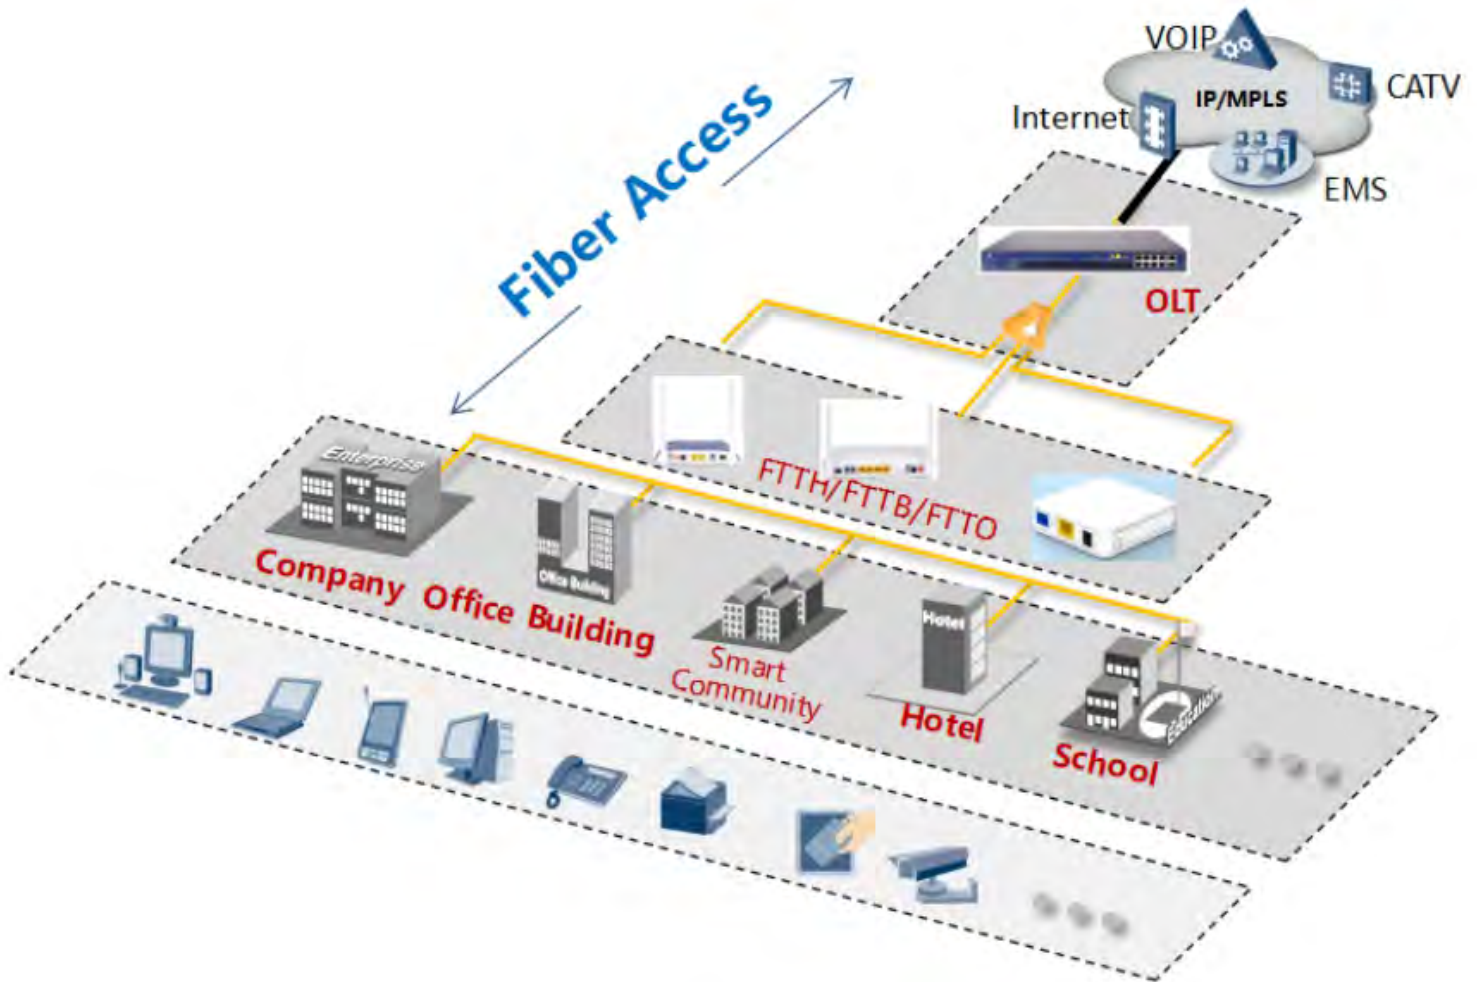 VOIP
IP/MPLS
CATV
Internet
EMS
Fiber Access
OLT
FTTH/FTTB/FTTO
Enterprise
Company
Office Building
Office Building
Smart
Community
Hotel
Hotel
Education
School